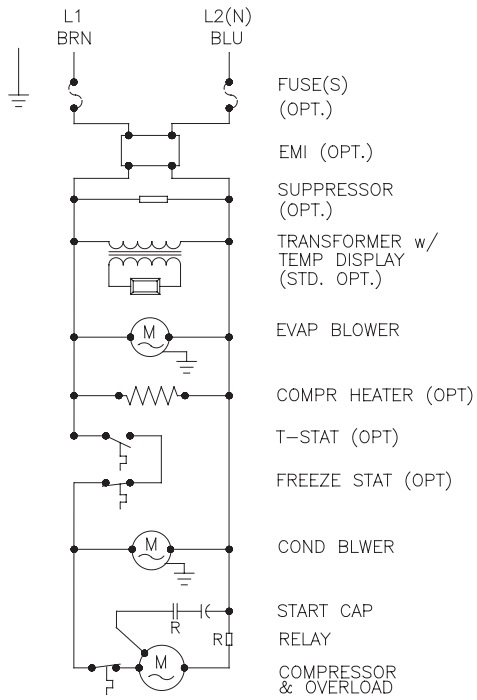 L1 L2(N)
BRN BLU
FUSE(S)
(OPT.)
EMI (OPT.)
SUPPRESSOR
(OPT.)
TRANSFORMER w/
TEMP DISPLAY
(STD. OPT.)
M
EVAP BLOWER
COMPR HEATER (OPT)
T-STAT (OPT)
FREEZE STAT (OPT)
M
COND BLWER
START CAP
R
R
RELAY
M
COMPRESSOR
& OVERLOAD